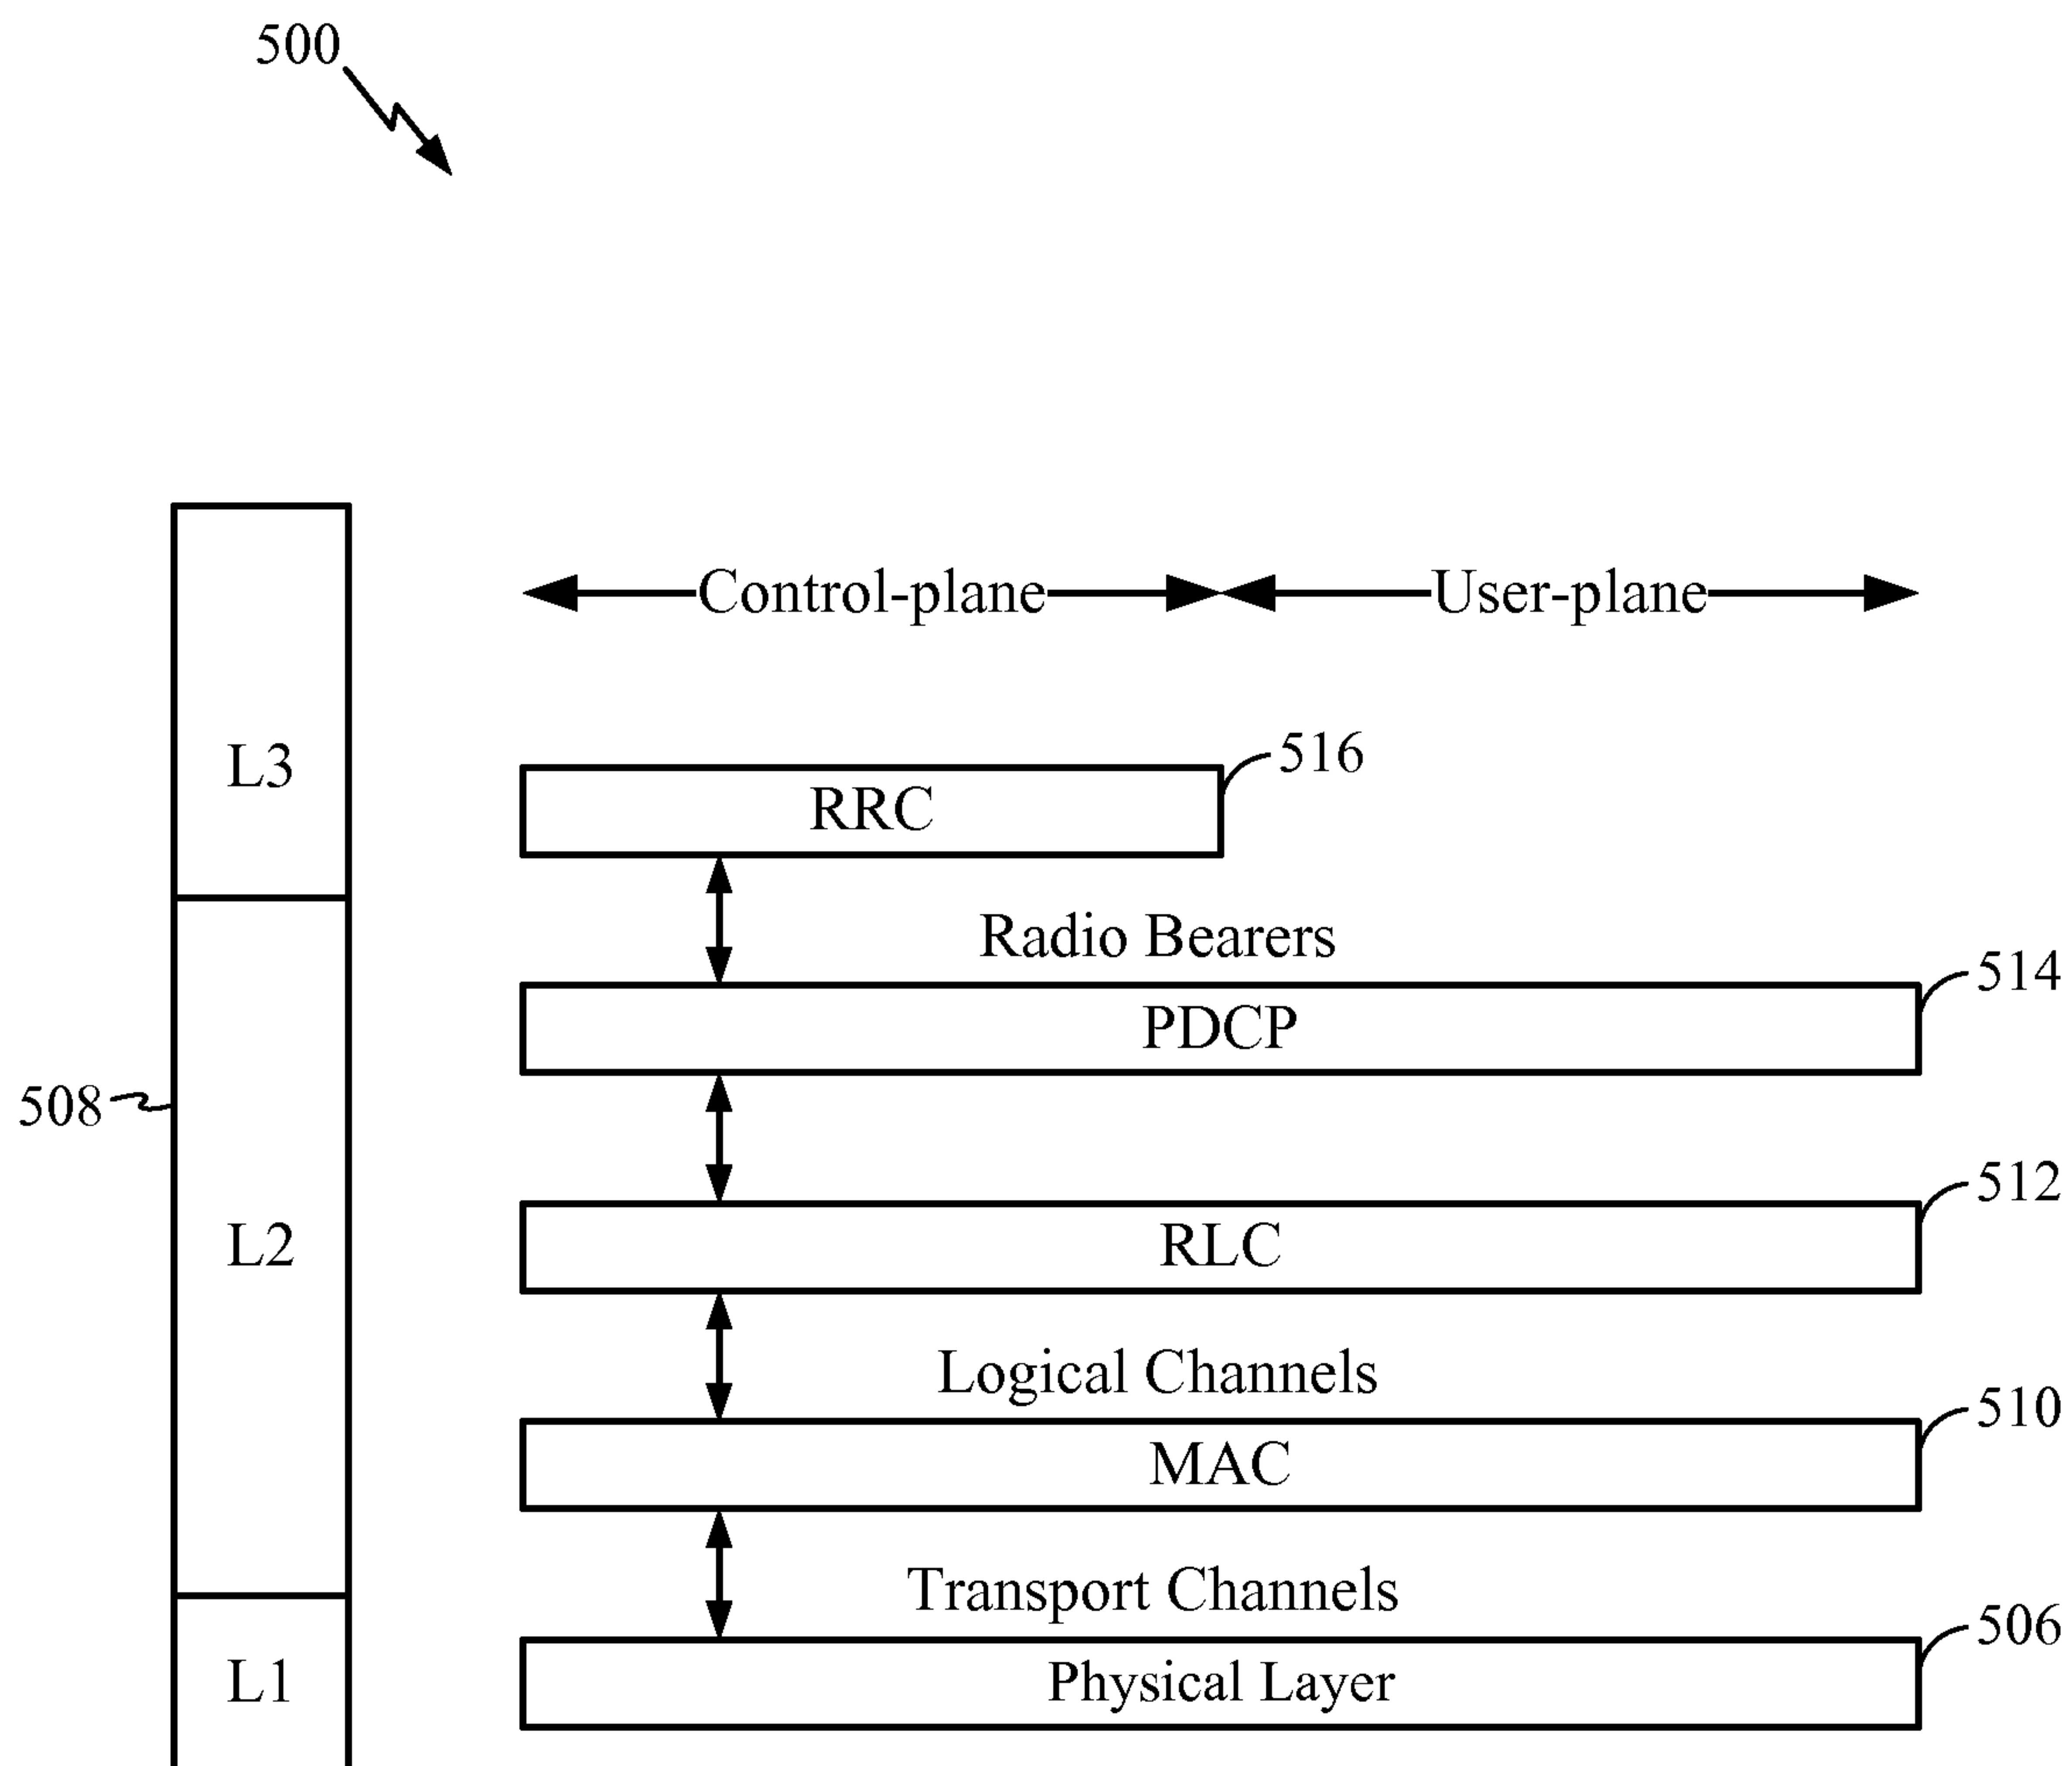 500
Control-plane
User-plane
L3
516
RRC
Radio Bearers
514
PDCP
508
512
L2
RLC
Logical Channels
510
MAC
Transport Channels
506
L1
Physical Layer